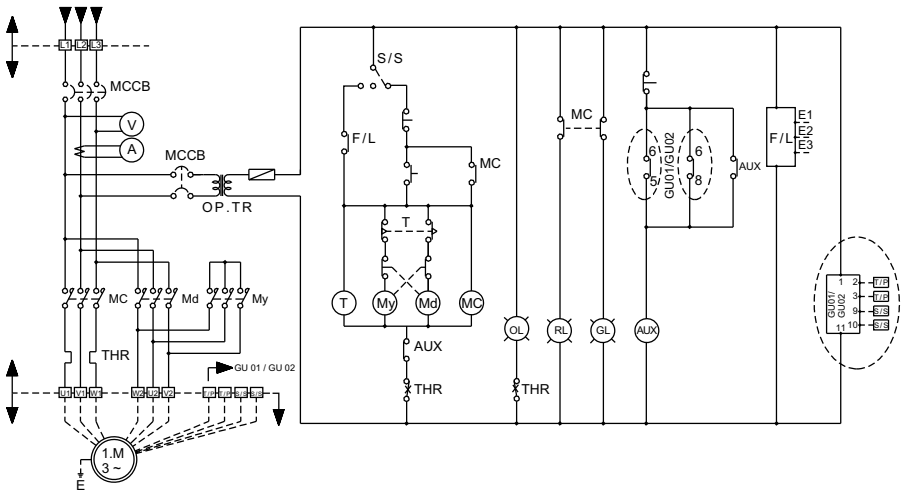 L1 L2 L3
MCCB
V
A
MCCB
OP.TR
MC Md My
THR
GU 01 / GU 02
U1 V1 W1 W2 U2 V2 T/P T/P S/S S/S
1.M
3 ~
E
S/S
F/L
MC
T
T My Md MC
AUX
THR
OL
THR
MC
RL GL
6
5
GU01/GU02
6
8
AUX
AUX
F/L
E1
E2
E3
GU01/
GU02
1 2 T/P
3 T/P
9 S/S
11 10 S/S